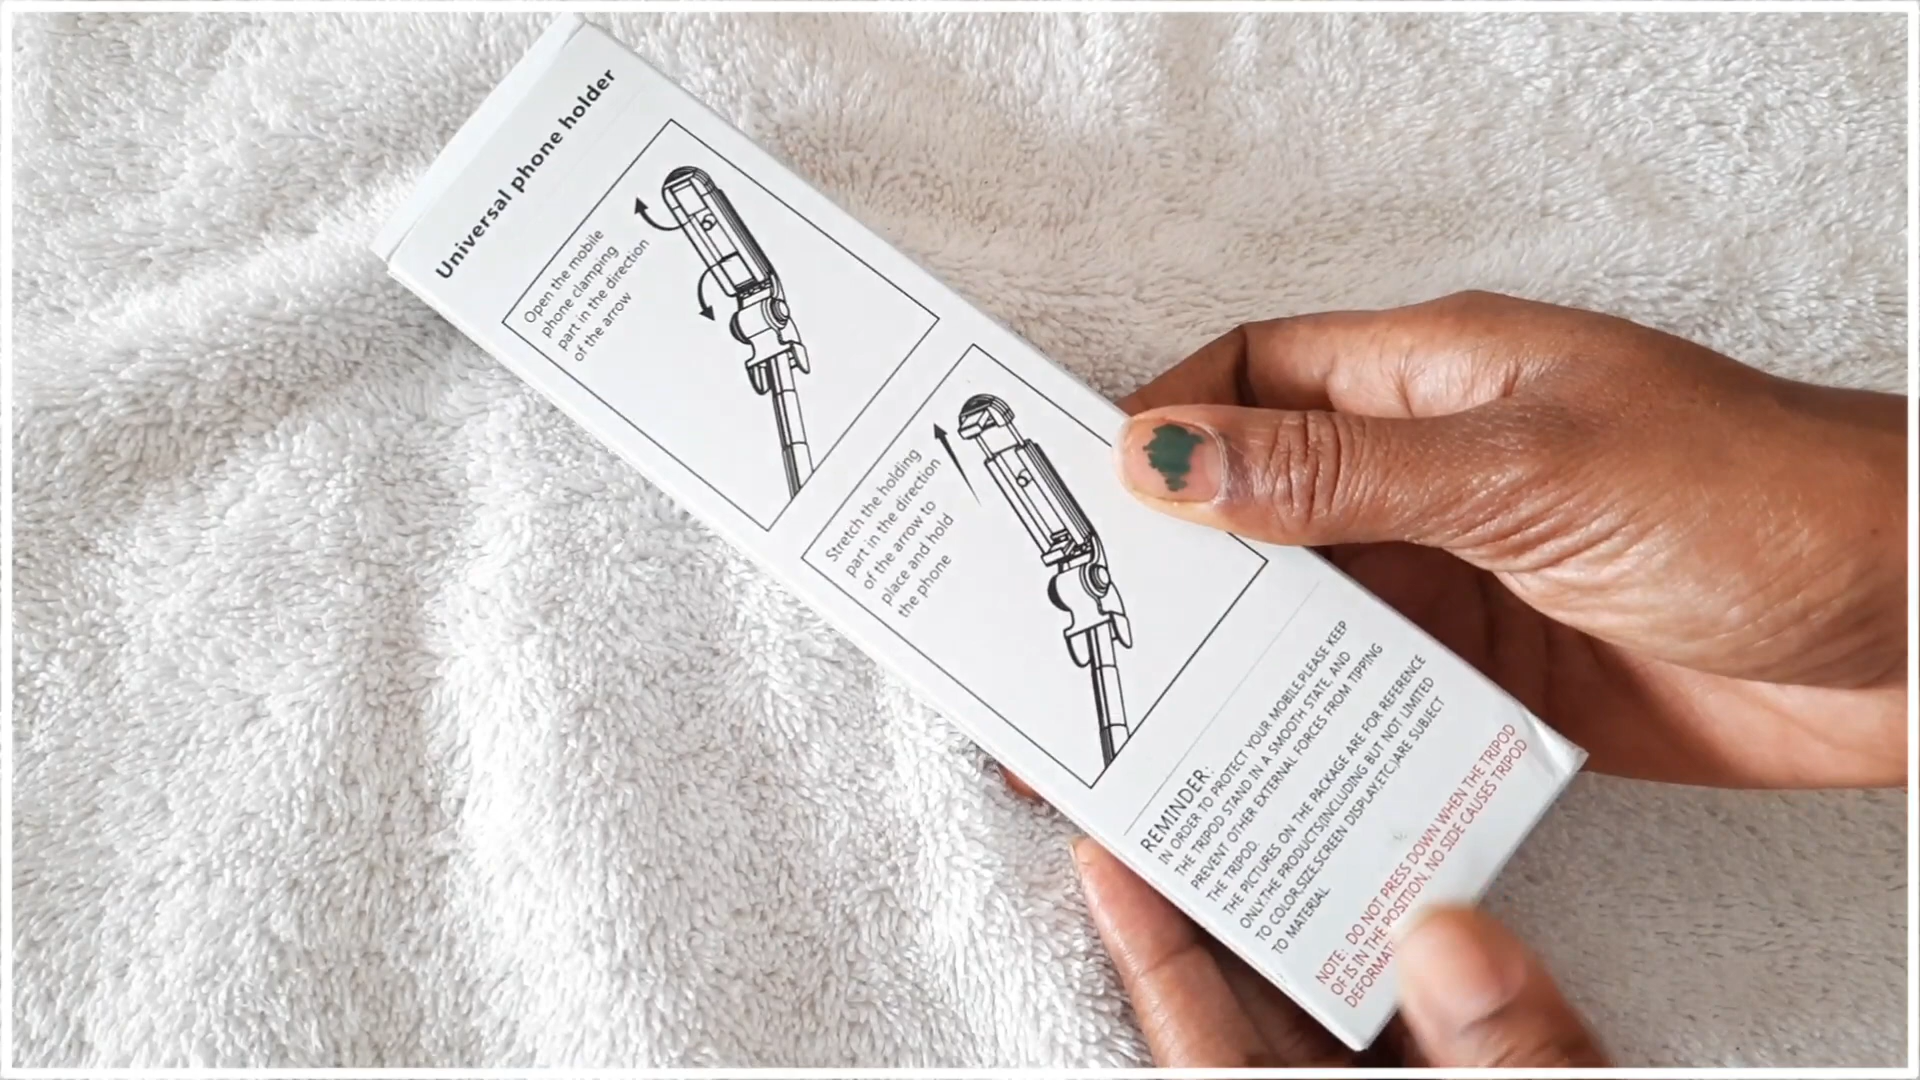 Universal phone holder
Open the mobile
phone clamping
part in the direction
of the arrow
Stretch the holding
part in the direction
of the arrow to
place and hold
the phone
REMINDER:
IN ORDER TO PROTECT YOUR MOBILE,PLEASE KEEP
THE TRIPOD STAND IN A SMOOTH STATE, AND
PREVENT OTHER EXTERNAL FORCES FROM TIPPING
THE TRIPOD.
THE PICTURES ON THE PACKAGE ARE FOR REFERENCE
ONLY.THE PRODUCTS(INCLUDING BUT NOT LIMITED
TO COLOR,SIZE,SCREEN DISPLAY,ETC.)ARE SUBJECT
TO MATERIAL.
NOTE: DO NOT PRESS DOWN WHEN THE TRIPOD
OF IS IN THE POSITION, NO SIDE CAUSES TRIPOD